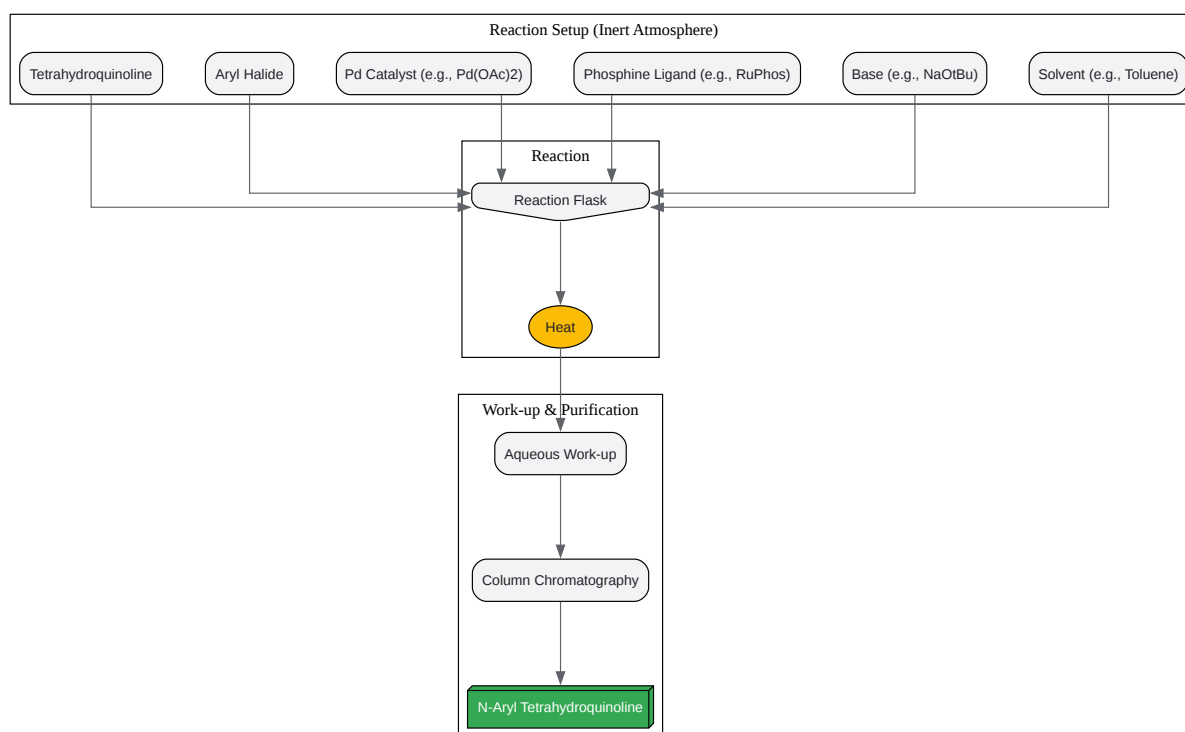 Reaction Setup (Inert Atmosphere)
Tetrahydroquinoline
Aryl Halide
Pd Catalyst (e.g., Pd(OAc)2)
Phosphine Ligand (e.g., RuPhos)
Base (e.g., NaOtBu)
Solvent (e.g., Toluene)
Reaction
Reaction Flask
Heat
Work-up & Purification
Aqueous Work-up
Column Chromatography
N-Aryl Tetrahydroquinoline